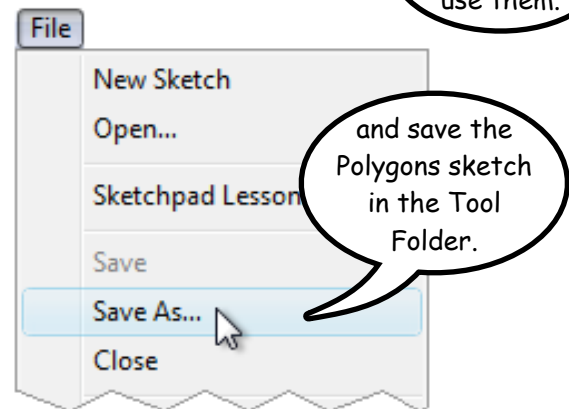 use them.
File
New Sketch
Open...
Sketchpad Lesson
Save
Save As...
Close
and save the
Polygons sketch
in the Tool
Folder.